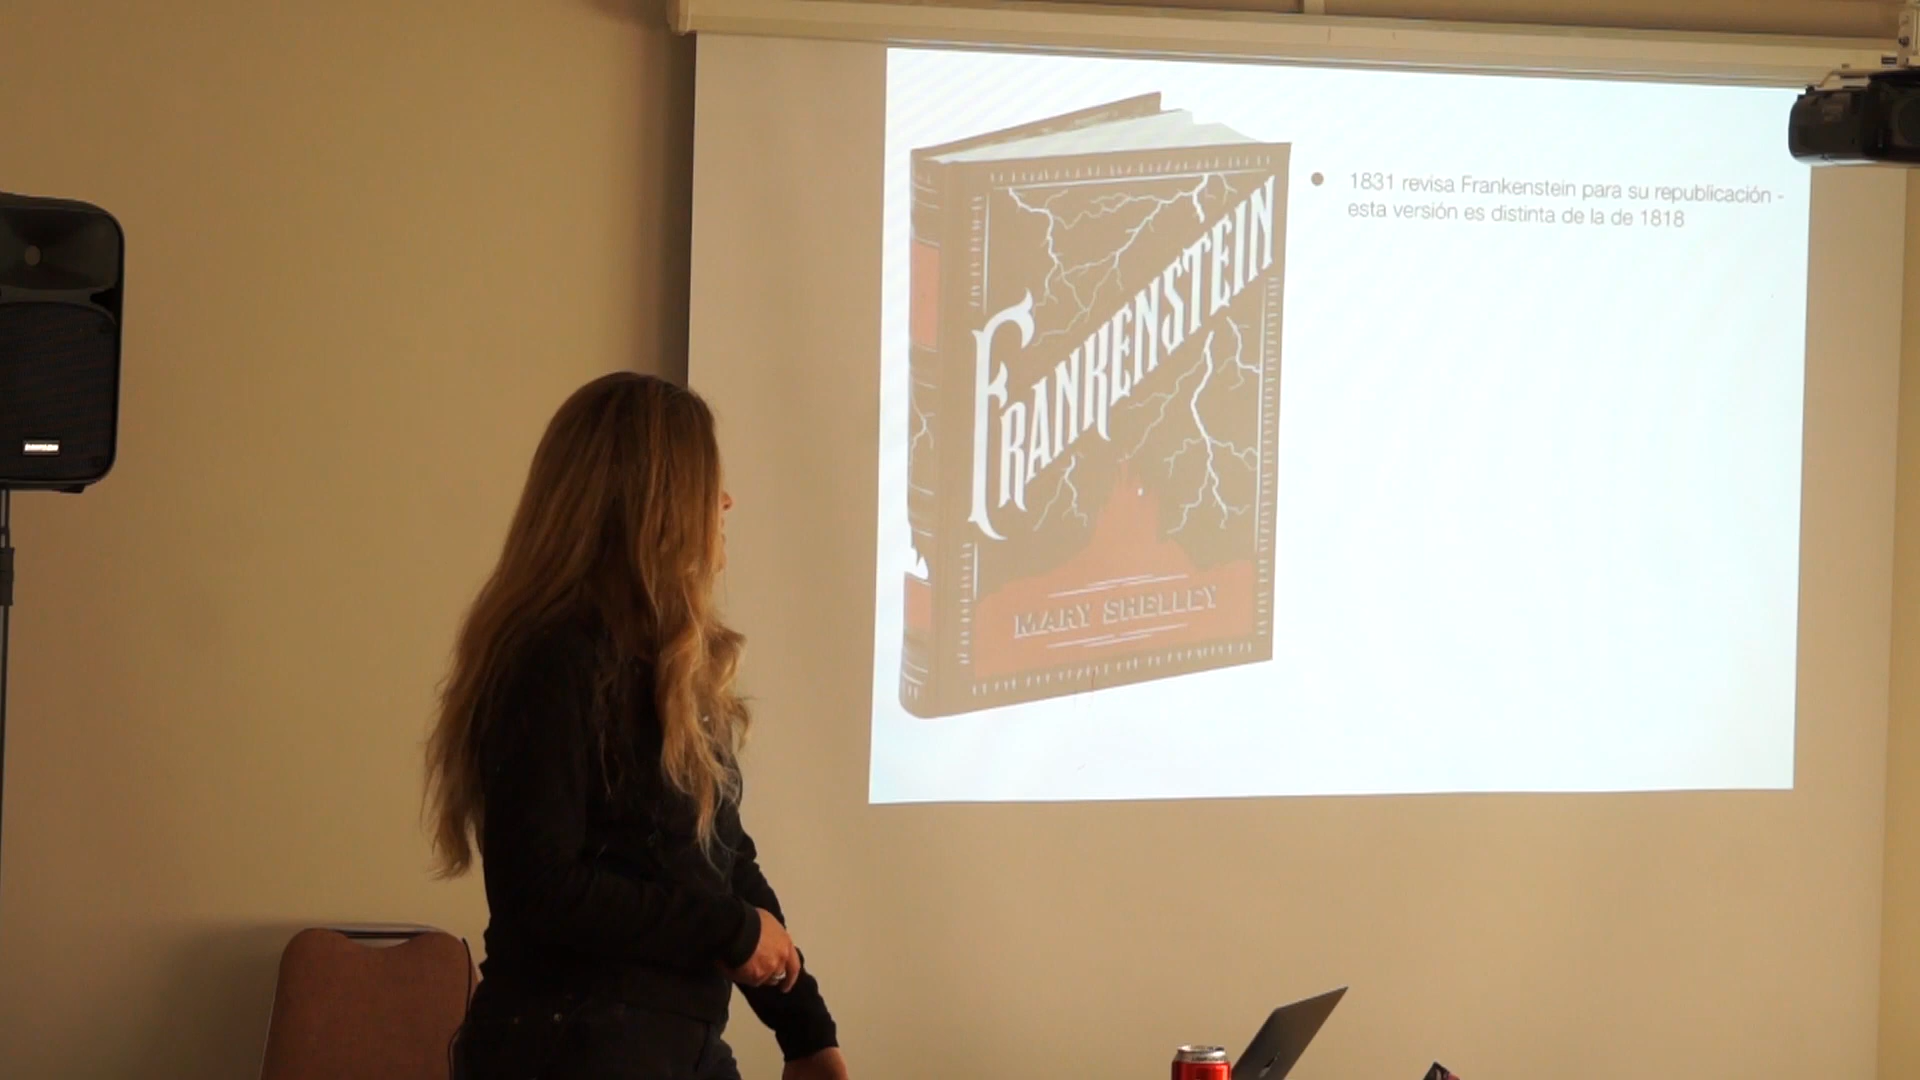 FRANKENSTEIN
MARY SHELLEY
1831 revisa Frankenstein para su republicación -
esta versión es distinta de la de 1818